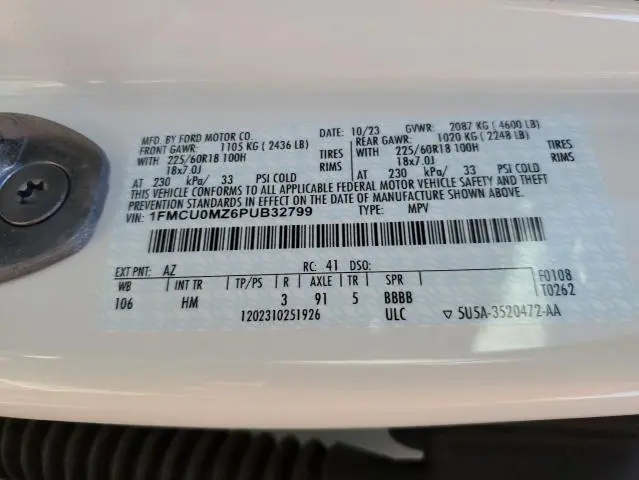 MFD. BY FORD MOTOR CO. DATE: 10/23 GVWR: 2087 KG ( 4600 LB)
FRONT GAWR: 1105 KG ( 2436 LB) REAR GAWR: 1020 KG ( 2248 LB)
WITH 225/60R18 100H TIRES WITH 225/60R18 100H TIRES
18x7.0J RIMS 18x7.0J RIMS
AT 230 kPa/ 33 PSI COLD AT 230 kPa/ 33 PSI COLD
THIS VEHICLE CONFORMS TO ALL APPLICABLE FEDERAL MOTOR VEHICLE SAFETY AND THEFT
PREVENTION STANDARDS IN EFFECT ON THE DATE OF MANUFACTURE SHOWN ABOVE.
VIN: 1FMCU0MZ6PUB32799 TYPE: MPV
EXT PNT: AZ RC: 41 DSO: F0108
WB INT TR TP/PS R AXLE TR SPR T0262
106 HM 3 91 5 BBBB
1202310251926 ULC ▽ 5U5A-3520472-AA